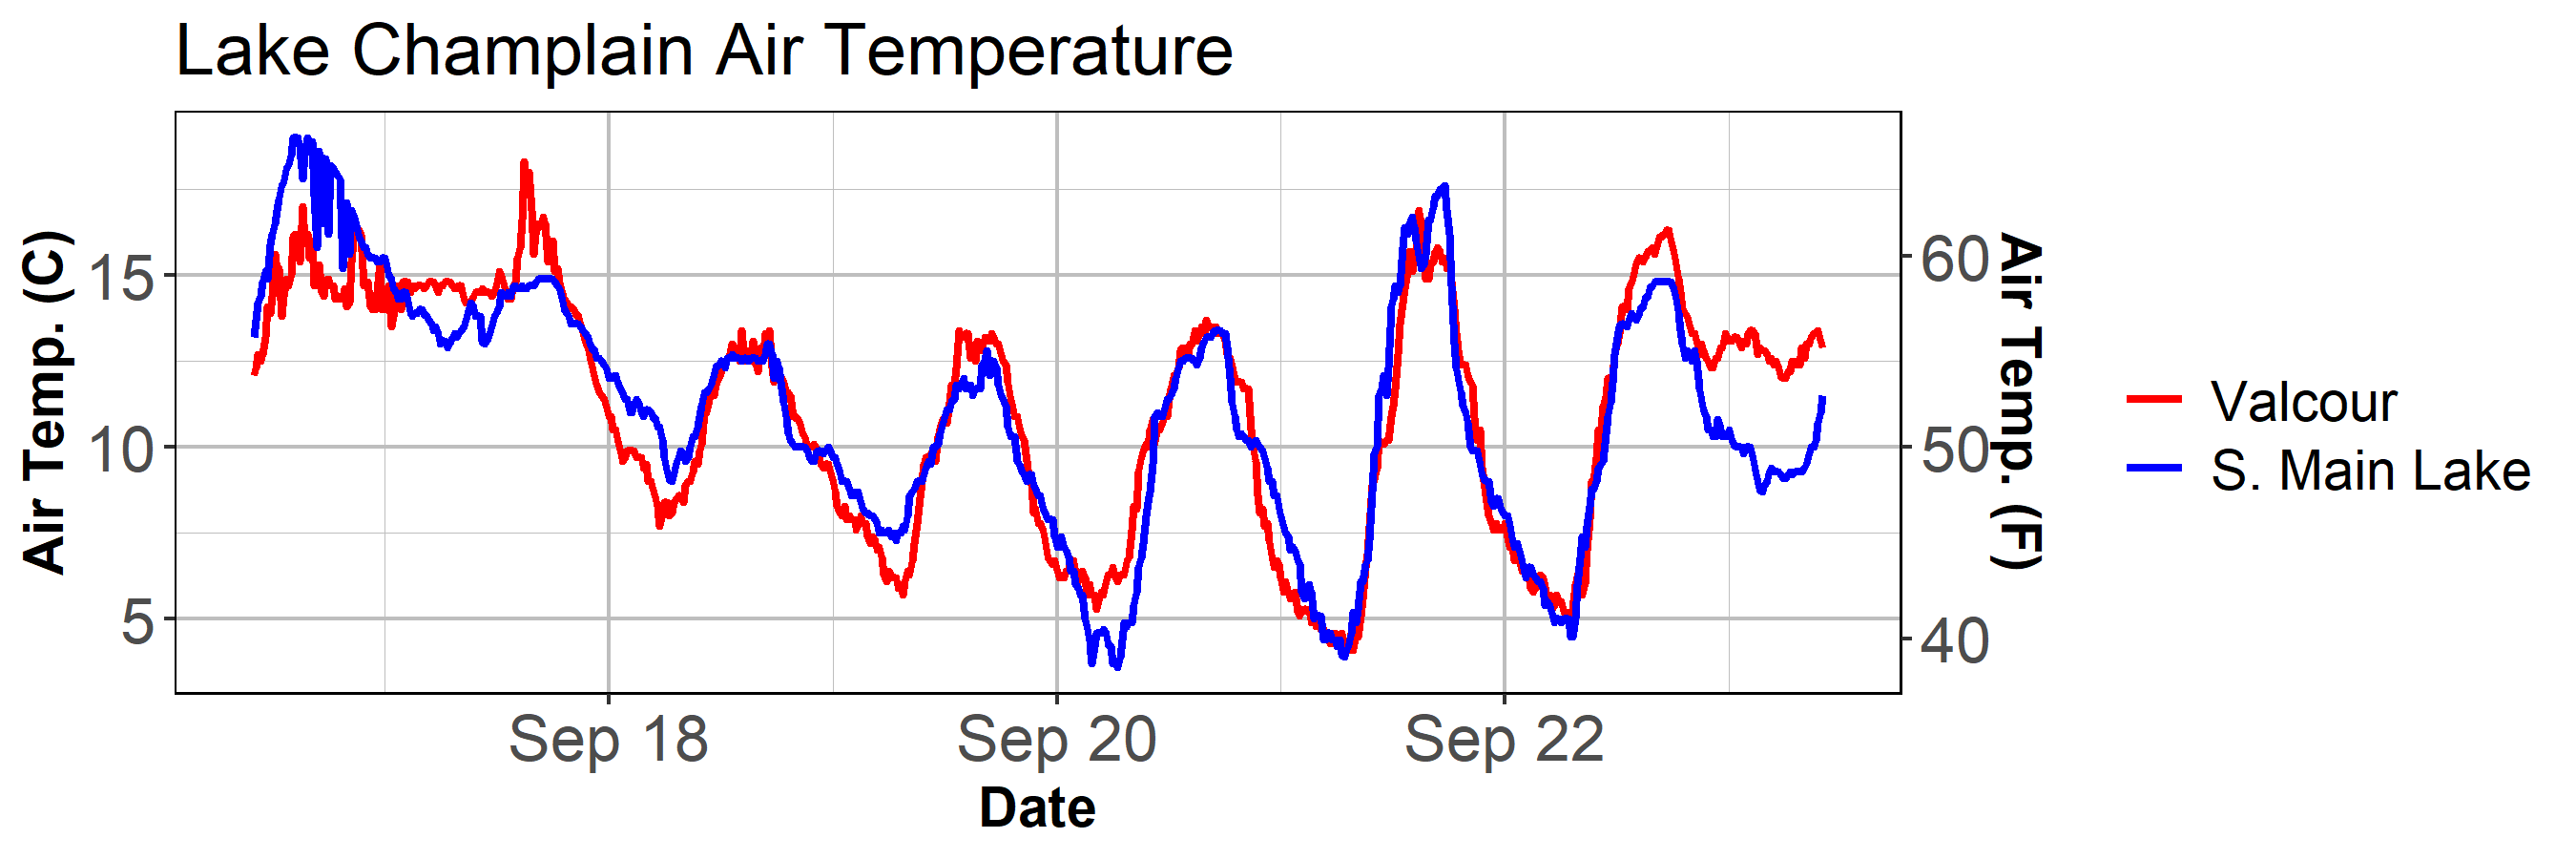 Lake Champlain Air Temperature
Air Temp. (C)
15
10
5
60
50
40
Air Temp. (F)
Sep 18
Sep 20
Sep 22
Date
Valcour
S. Main Lake